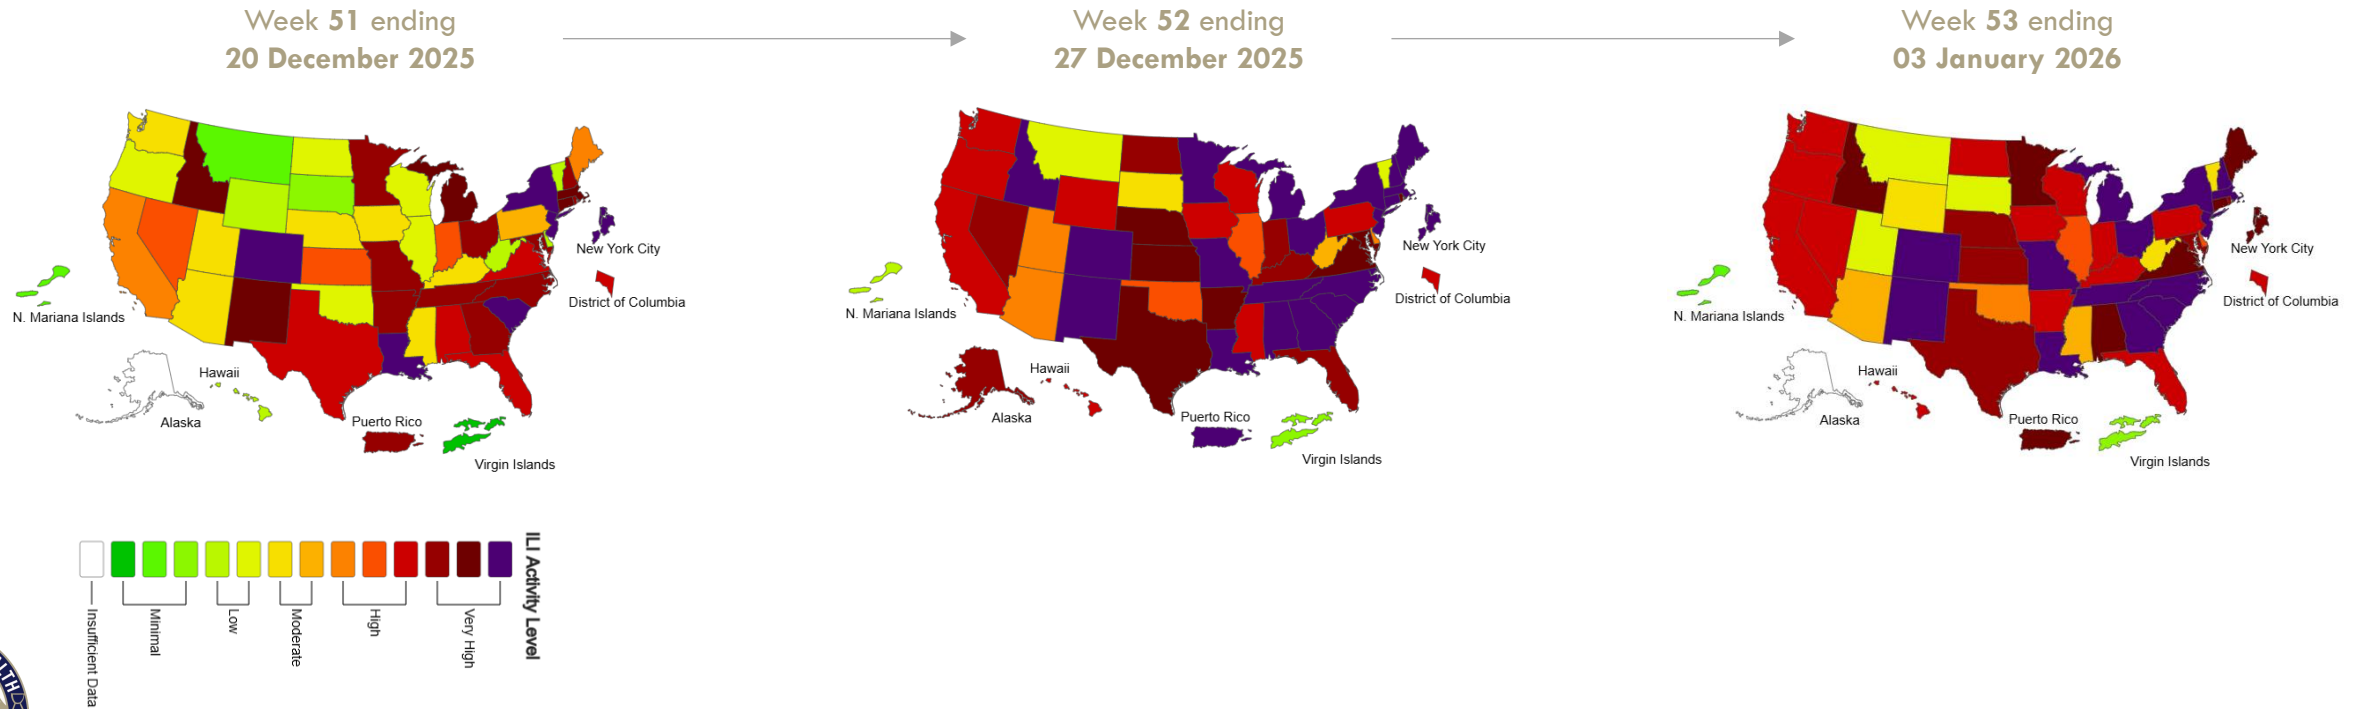 Week 51 ending
20 December 2025
Week 52 ending
27 December 2025
Week 53 ending
03 January 2026
New York City
District of Columbia
N. Mariana Islands
Hawaii
Alaska
Puerto Rico
Virgin Islands
New York City
District of Columbia
N. Mariana Islands
Hawaii
Alaska
Puerto Rico
Virgin Islands
New York City
District of Columbia
N. Mariana Islands
Hawaii
Alaska
Puerto Rico
Virgin Islands
ILI Activity Level
Very High
High
Moderate
Low
Minimal
Insufficient Data